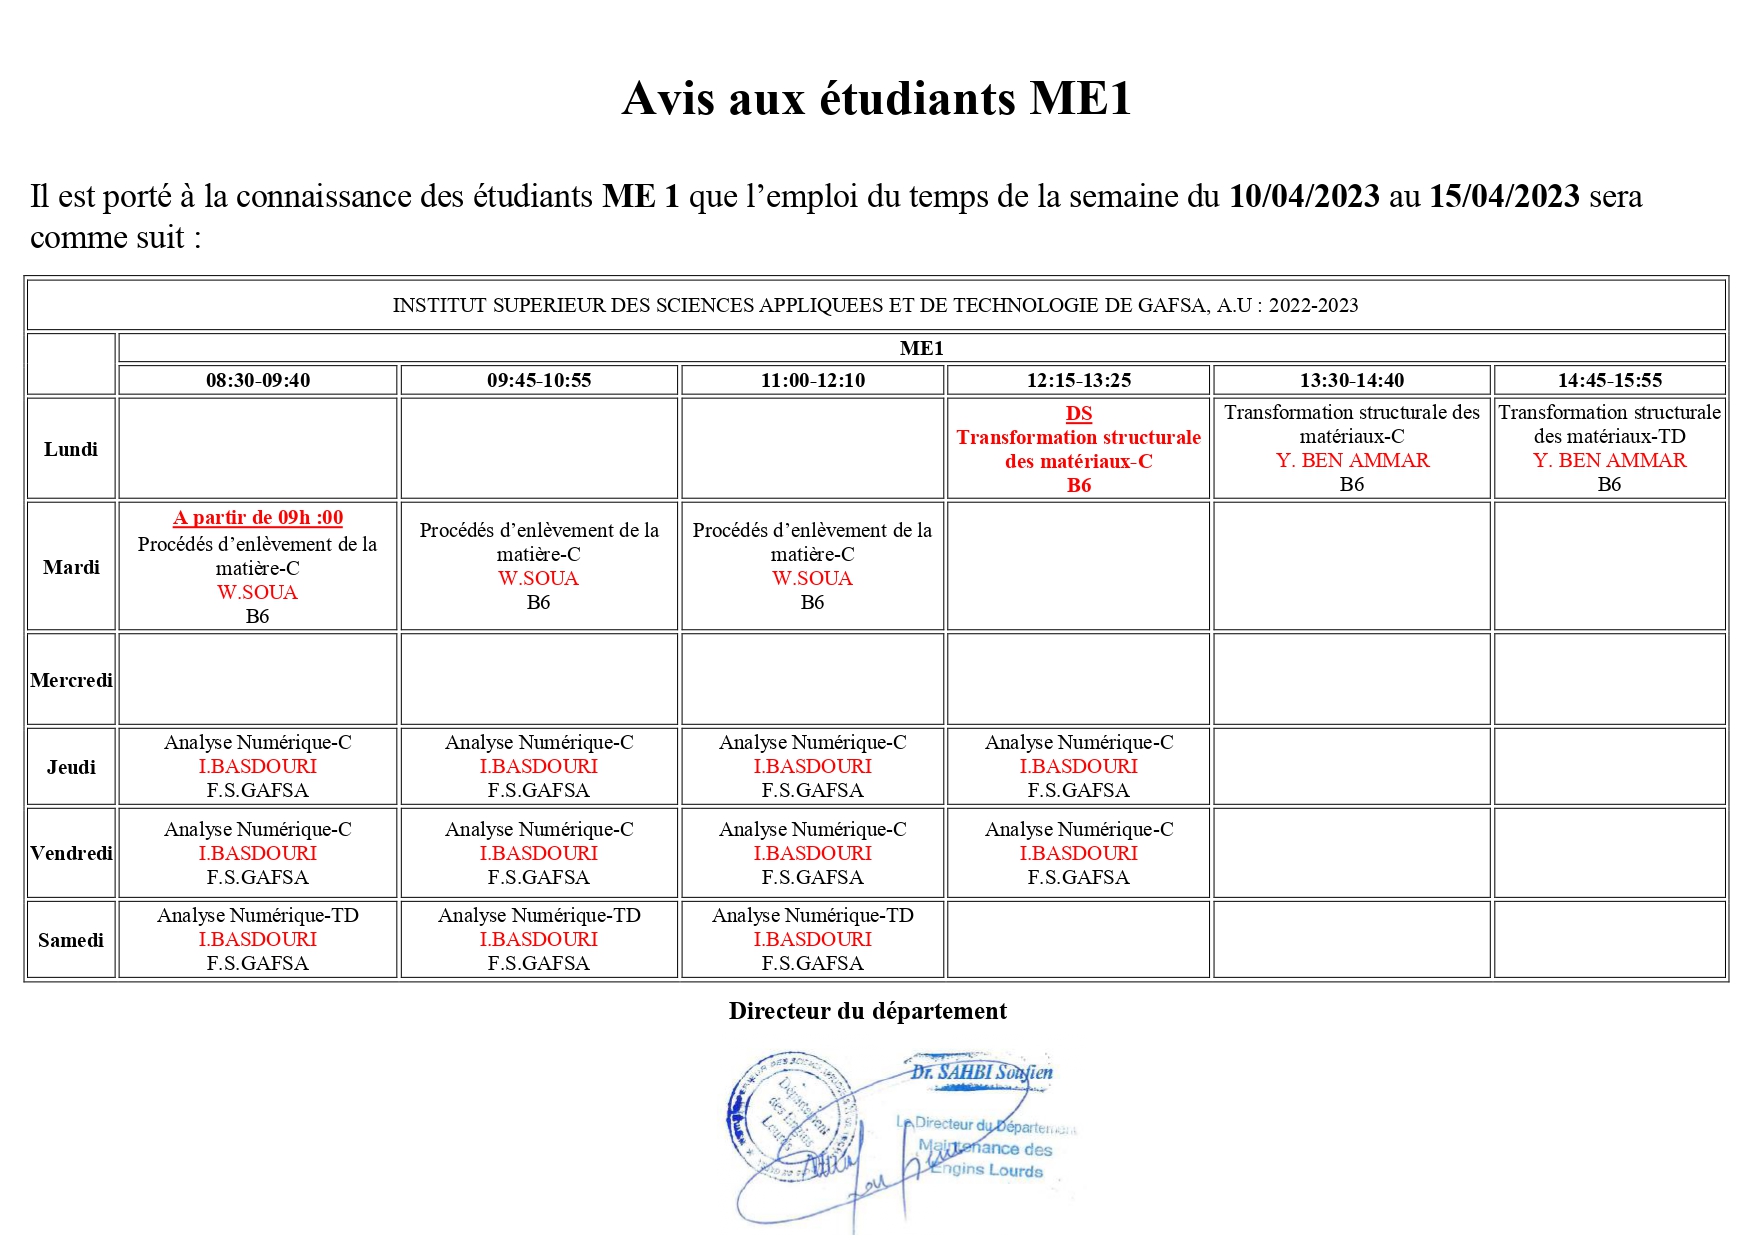 Avis aux étudiants ME1
Il est porté à la connaissance des étudiants ME 1 que l’emploi du temps de la semaine du 10/04/2023 au 15/04/2023 sera
comme suit :
INSTITUT SUPERIEUR DES SCIENCES APPLIQUEES ET DE TECHNOLOGIE DE GAFSA, A.U : 2022-2023
ME1
08:30-09:40 09:45-10:55 11:00-12:10 12:15-13:25 13:30-14:40 14:45-15:55
Lundi
DS
Transformation structurale
des matériaux-C
B6
Transformation structurale des
matériaux-C
Y. BEN AMMAR
B6
Transformation structurale
des matériaux-TD
Y. BEN AMMAR
B6
Mardi
A partir de 09h :00
Procédés d’enlèvement de la
matière-C
W.SOUA
B6
Procédés d’enlèvement de la
matière-C
W.SOUA
B6
Procédés d’enlèvement de la
matière-C
W.SOUA
B6
Mercredi
Jeudi
Analyse Numérique-C
I.BASDOURI
F.S.GAFSA
Analyse Numérique-C
I.BASDOURI
F.S.GAFSA
Analyse Numérique-C
I.BASDOURI
F.S.GAFSA
Analyse Numérique-C
I.BASDOURI
F.S.GAFSA
Vendredi
Analyse Numérique-C
I.BASDOURI
F.S.GAFSA
Analyse Numérique-C
I.BASDOURI
F.S.GAFSA
Analyse Numérique-C
I.BASDOURI
F.S.GAFSA
Analyse Numérique-C
I.BASDOURI
F.S.GAFSA
Samedi
Analyse Numérique-TD
I.BASDOURI
F.S.GAFSA
Analyse Numérique-TD
I.BASDOURI
F.S.GAFSA
Analyse Numérique-TD
I.BASDOURI
F.S.GAFSA
Directeur du département
Département
des Engins
Lourds
Dr. SAHBI Soufien
Le Directeur du Département
Maintenance des
Engins Lourds